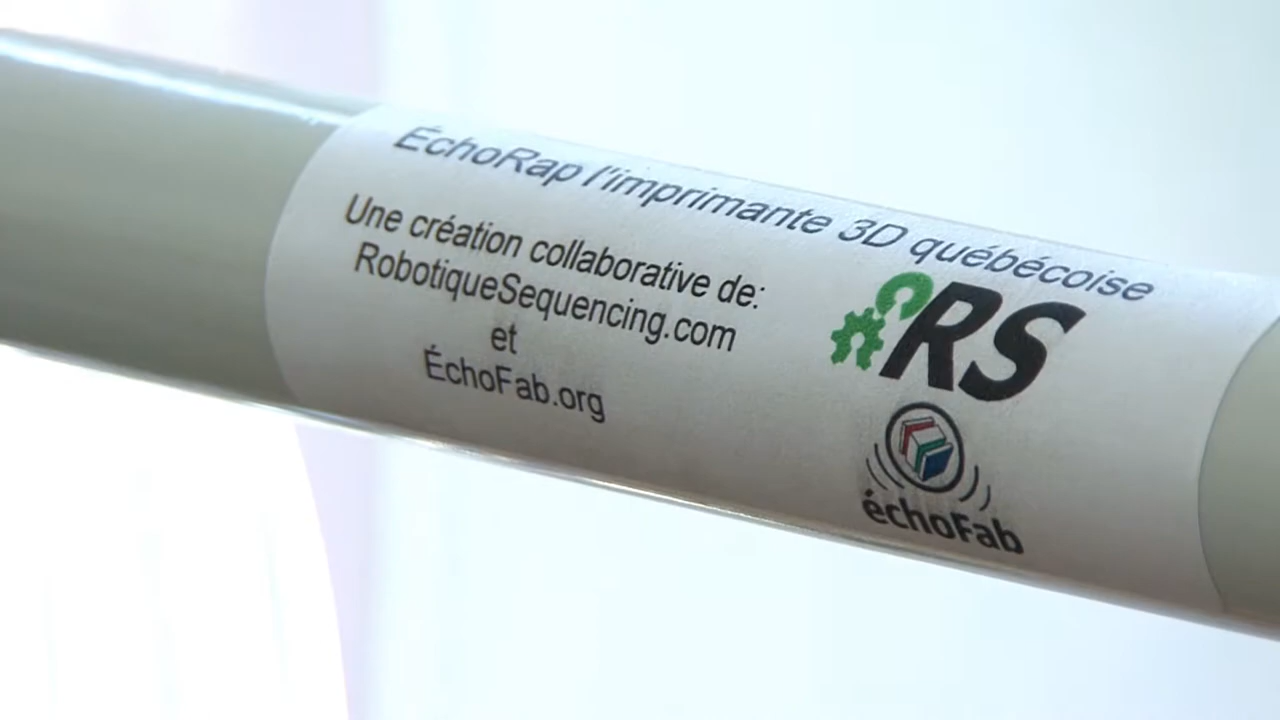 ÉchoRap l'imprimante 3D québécoise
Une création collaborative de:
RobotiqueSequencing.com
et
ÉchoFab.org
RS
échoFab